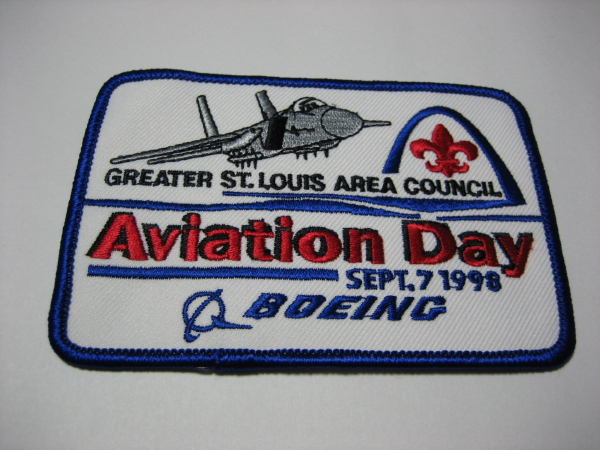 GREATER ST. LOUIS AREA COUNCIL
Aviation Day
SEPT. 7 1998
BOEING